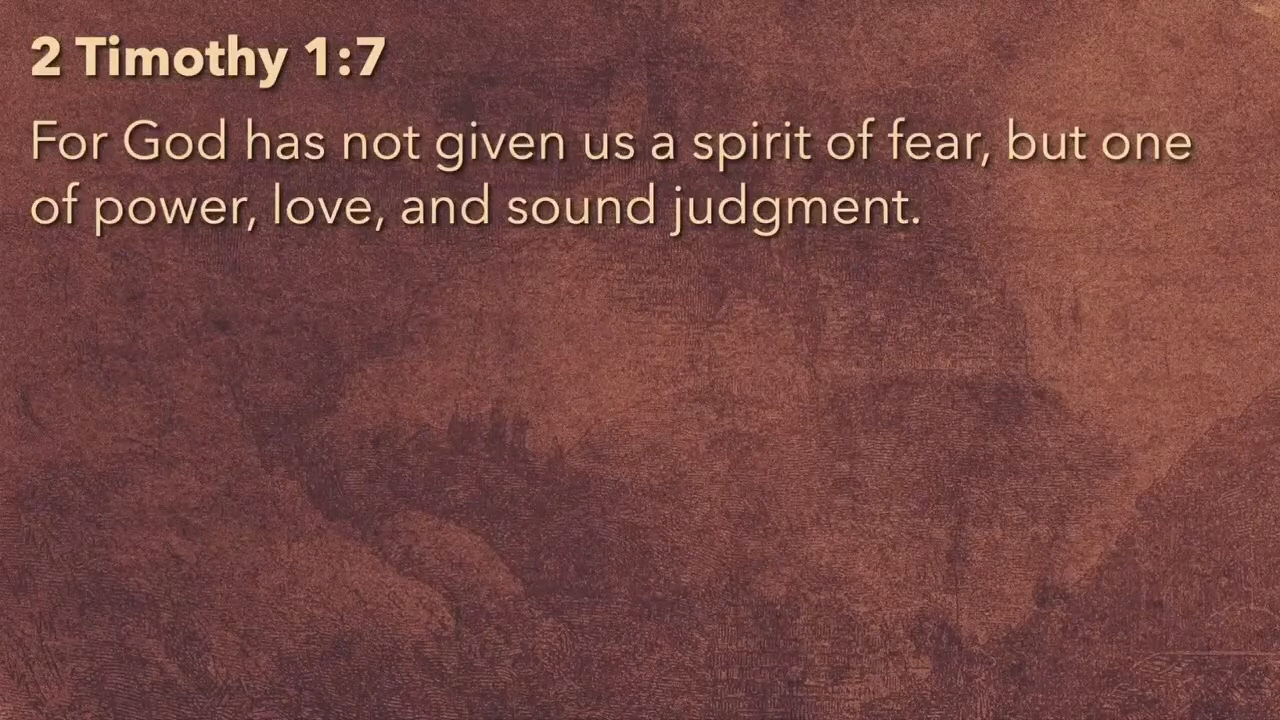 2 Timothy 1:7
For God has not given us a spirit of fear, but one
of power, love, and sound judgment.